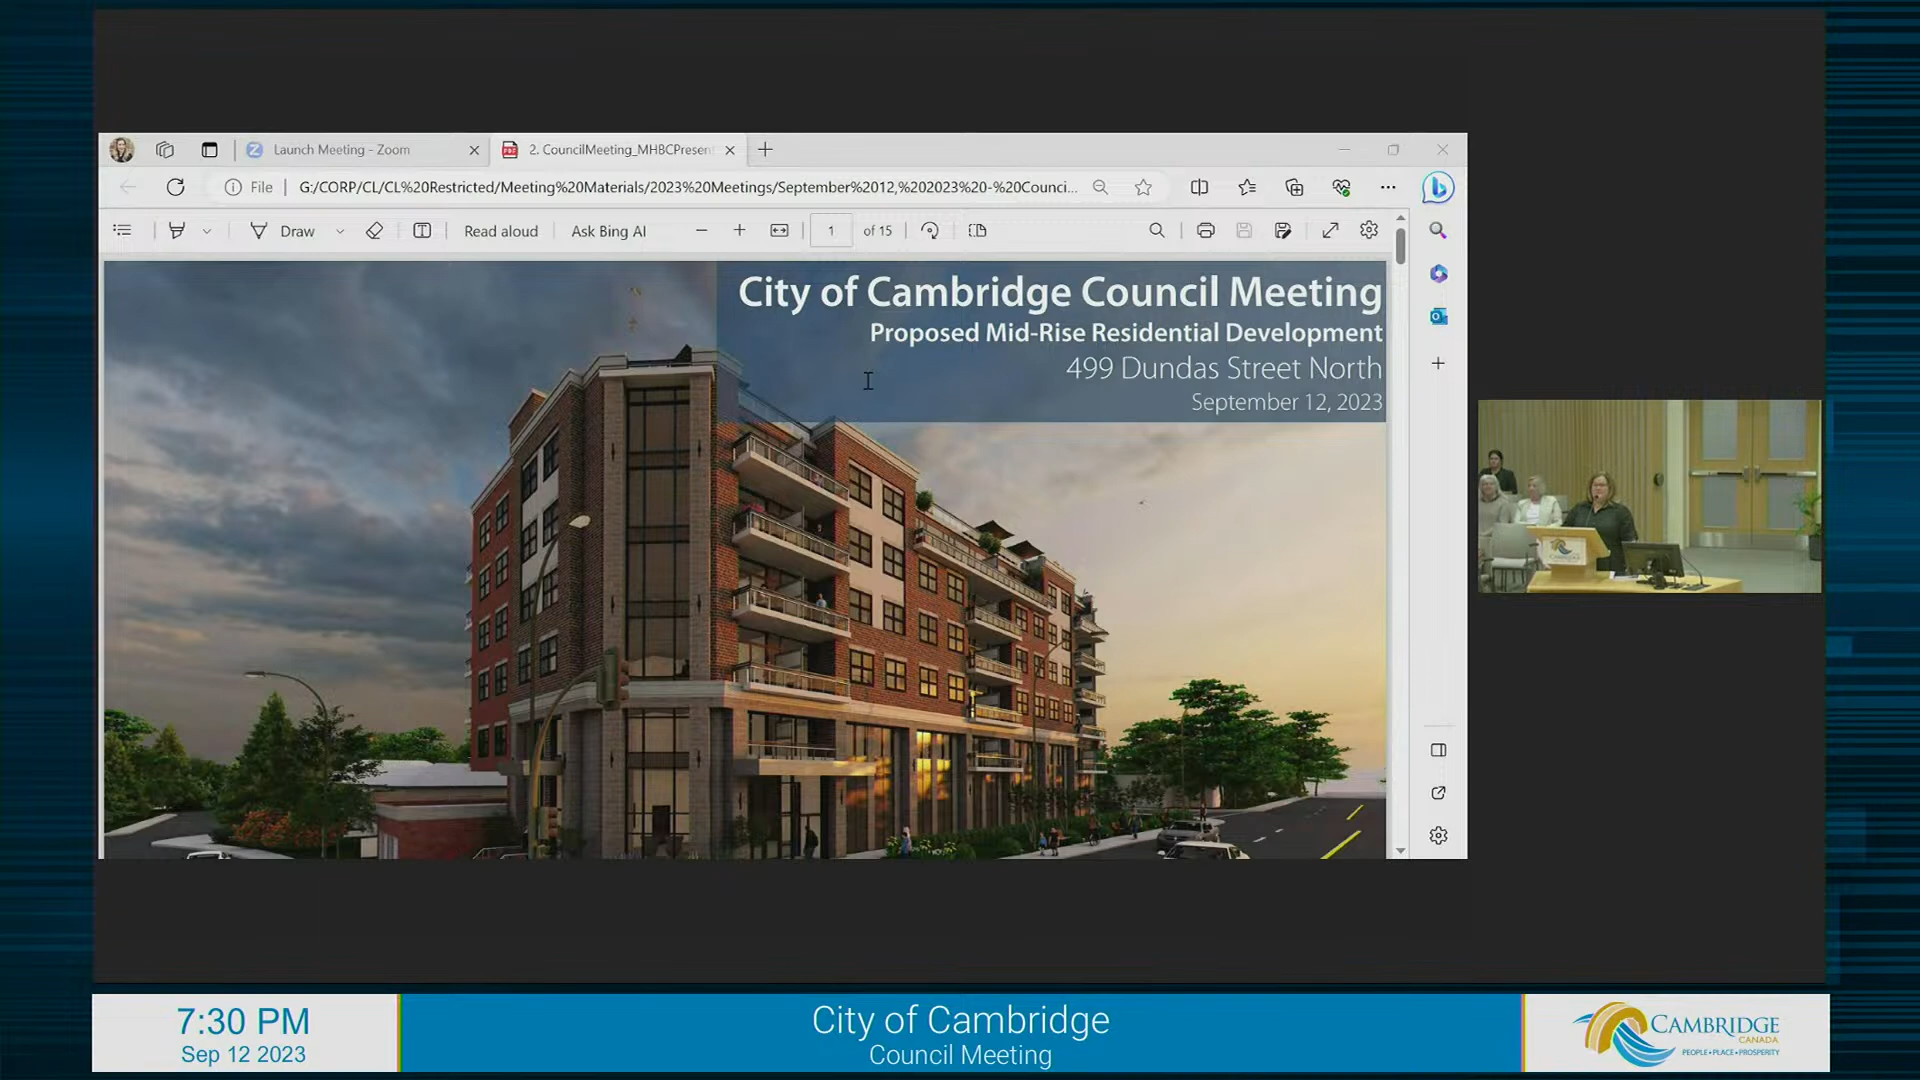 Launch Meeting - Zoom
2. CouncilMeeting_MHBCPresen
File
G:/CORP/CL/CL%20Restricted/Meeting%20Materials/2023%20Meetings/September%2012,%202023%20-%20Counci...
Draw
Read aloud
Ask Bing AI
1
of 15
City of Cambridge Council Meeting
Proposed Mid-Rise Residential Development
499 Dundas Street North
September 12, 2023
7:30 PM
Sep 12 2023
City of Cambridge
Council Meeting
CAMBRIDGE
CANADA
PEOPLE • PLACE • PROSPERITY